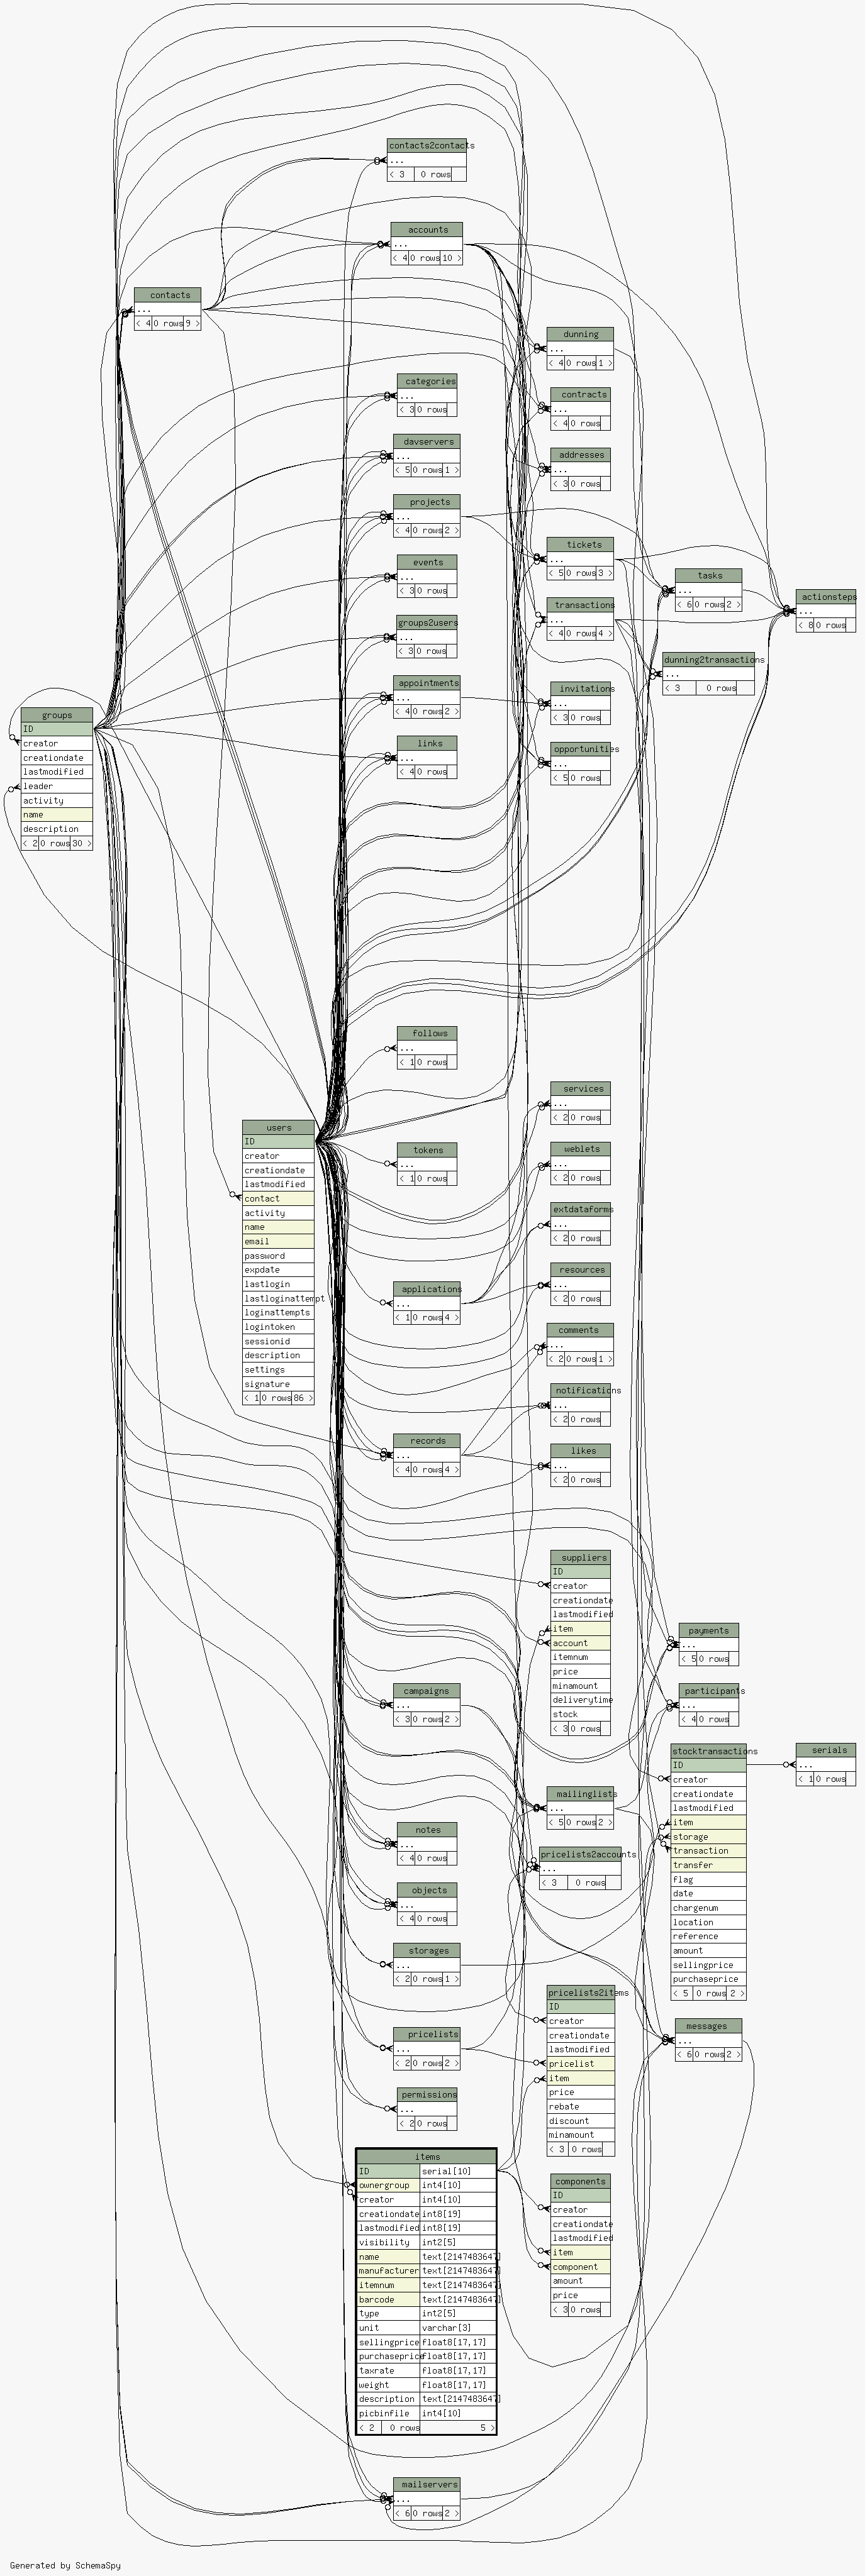 contacts2contacts
...
< 3 0 rows
accounts
...
< 4 0 rows 10 >
contacts
...
< 4 0 rows 9 >
dunning
...
< 4 0 rows 1 >
categories
...
< 3 0 rows
contracts
...
< 4 0 rows
davservers
...
< 5 0 rows 1 >
addresses
...
< 3 0 rows
projects
...
< 4 0 rows 2 >
tickets
...
< 5 0 rows 3 >
events
...
< 3 0 rows
tasks
...
< 6 0 rows 2 >
actionsteps
...
< 8 0 rows
groups2users
...
< 3 0 rows
transactions
...
< 4 0 rows 4 >
dunning2transactions
...
< 3 0 rows
appointments
...
< 4 0 rows 2 >
invitations
...
< 3 0 rows
links
...
< 4 0 rows
opportunities
...
< 5 0 rows
groups
ID
creator
creationdate
lastmodified
leader
activity
name
description
< 2 0 rows 30 >
follows
...
< 1 0 rows
services
...
< 2 0 rows
users
ID
creator
creationdate
lastmodified
contact
activity
name
email
password
expdate
lastlogin
lastloginattempt
loginattempts
logintoken
sessionid
description
settings
signature
< 1 0 rows 86 >
tokens
...
< 1 0 rows
weblets
...
< 2 0 rows
extdataforms
...
< 2 0 rows
applications
...
< 1 0 rows 4 >
resources
...
< 2 0 rows
comments
...
< 2 0 rows 1 >
notifications
...
< 2 0 rows
records
...
< 4 0 rows 4 >
likes
...
< 2 0 rows
suppliers
ID
creator
creationdate
lastmodified
item
account
itemnum
price
minamount
deliverytime
stock
< 3 0 rows
payments
...
< 5 0 rows
campaigns
...
< 3 0 rows 2 >
participants
...
< 4 0 rows
stocktransactions
ID
creator
creationdate
lastmodified
item
storage
transaction
transfer
flag
date
chargenum
location
reference
amount
sellingprice
purchaseprice
< 5 0 rows 2 >
serials
...
< 1 0 rows
mailinglists
...
< 5 0 rows 2 >
notes
...
< 4 0 rows
pricelists2accounts
...
< 3 0 rows
objects
...
< 4 0 rows
storages
...
< 2 0 rows 1 >
pricelists
...
< 2 0 rows 2 >
pricelists2items
ID
creator
creationdate
lastmodified
pricelist
item
price
rebate
discount
minamount
< 3 0 rows
messages
...
< 6 0 rows 2 >
permissions
...
< 2 0 rows
items
ID serial[10]
ownergroup int4[10]
creator int4[10]
creationdate int8[19]
lastmodified int8[19]
visibility int2[5]
name text[2147483647]
manufacturer text[2147483647]
itemnum text[2147483647]
barcode text[2147483647]
type int2[5]
unit varchar[3]
sellingprice float8[17,17]
purchaseprice float8[17,17]
taxrate float8[17,17]
weight float8[17,17]
description text[2147483647]
picbinfile int4[10]
< 2 0 rows 5 >
components
ID
creator
creationdate
lastmodified
item
component
amount
price
< 3 0 rows
mailservers
...
< 6 0 rows 2 >
Generated by SchemaSpy